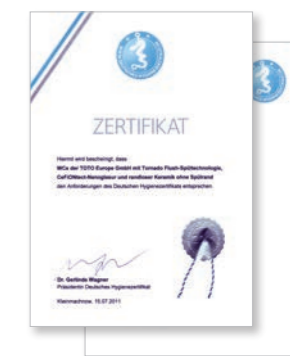 ZERTIFIKAT
Hiermit wird bescheinigt, dass
WCs der TOTO Europe GmbH mit Tornado Flush-Spültechnologie,
CeFiONtect-Nanoglasur und randloser Keramik ohne Spülrand
den Anforderungen des Deutschen Hygienezertifikats entsprechen.
Dr. Gerlinde Wagner
Präsidentin Deutsches Hygienezertifikat
Kleinmachnow, 15.07.2011